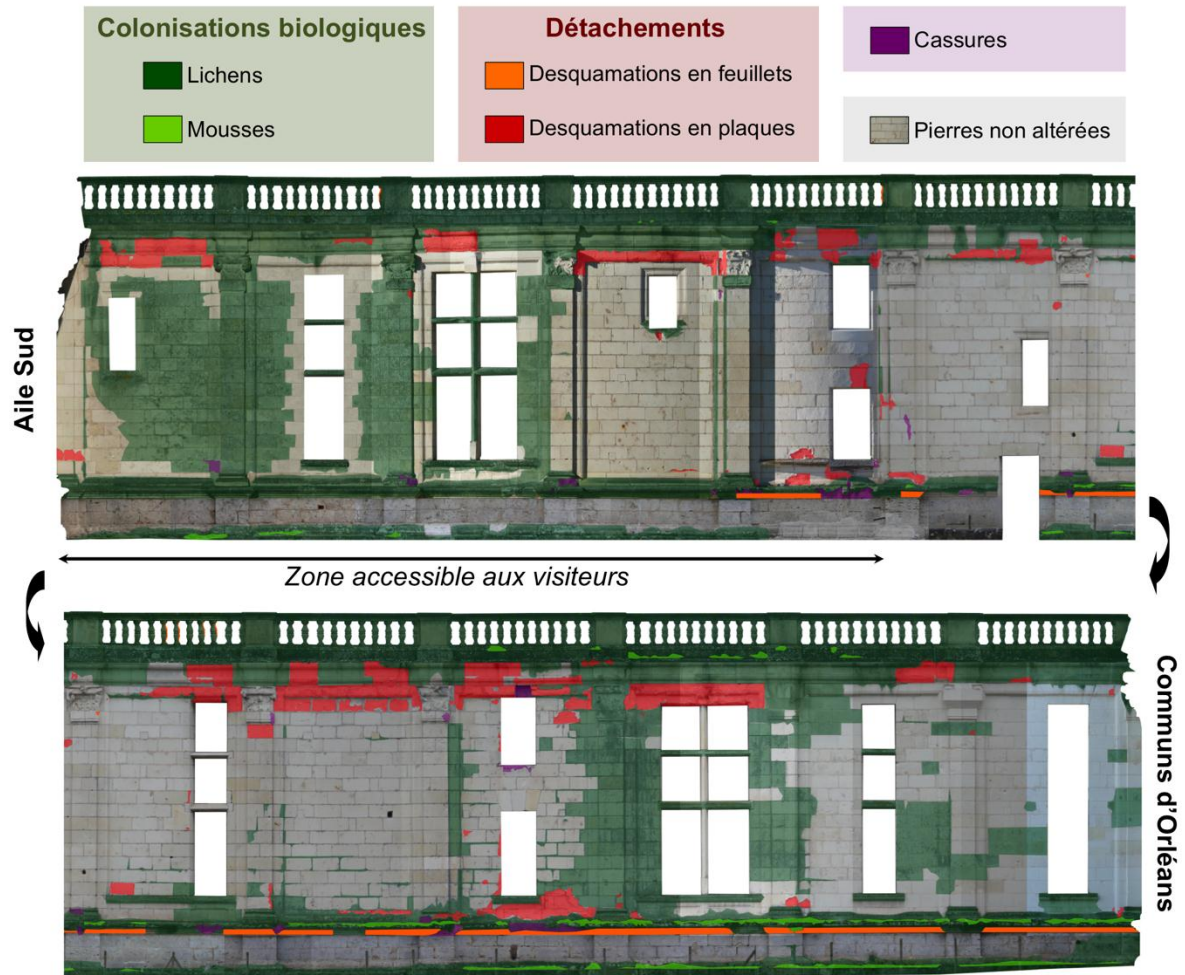 Colonisations biologiques
Lichens
Mousses
Détachements
Desquamations en feuillets
Desquamations en plaques
Cassures
Pierres non altérées
Aile Sud
Zone accessible aux visiteurs
Communs d'Orléans